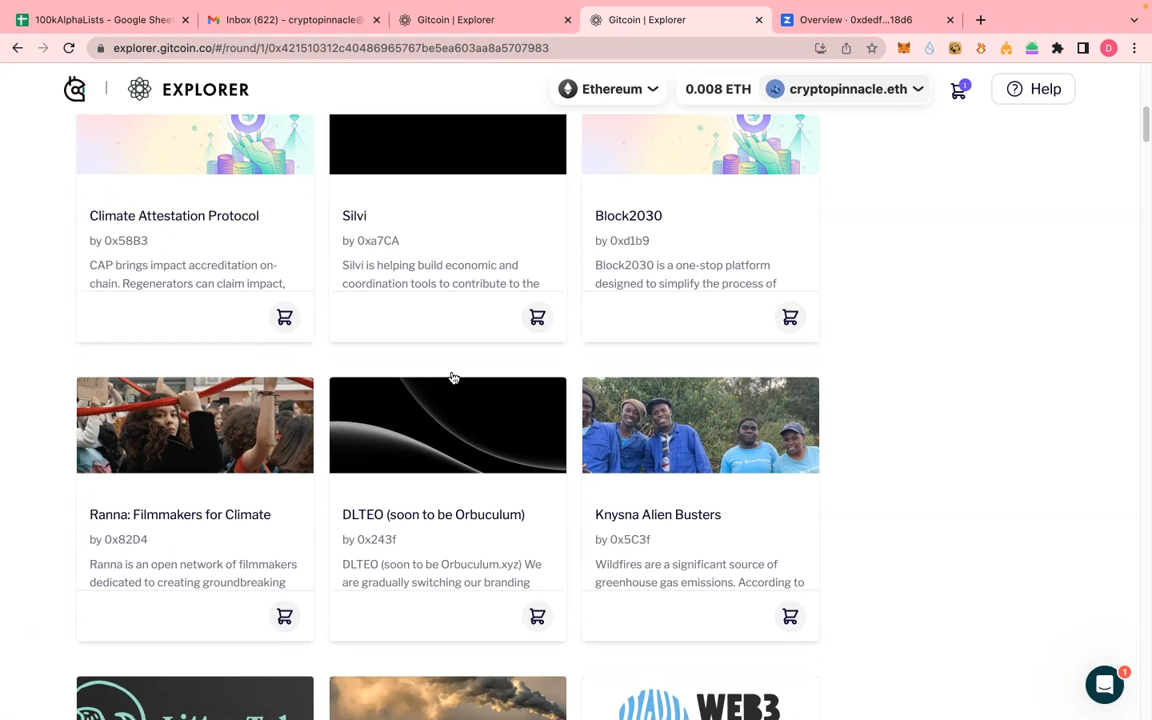 100kAlphaLists - Google Shee
Inbox (622) - cryptopinnacle@
Gitcoin | Explorer
Gitcoin | Explorer
Overview · 0xdedf...18d6
explorer.gitcoin.co/#/round/1/0x421510312c40486965767be5ea603aa8a5707983
D
EXPLORER
Ethereum
0.008 ETH
cryptopinnacle.eth
1
Help
Climate Attestation Protocol
by 0x58B3
CAP brings impact accreditation on-
chain. Regenerators can claim impact,
Silvi
by 0xa7CA
Silvi is helping build economic and
coordination tools to contribute to the
Block2030
by 0xd1b9
Block2030 is a one-stop platform
designed to simplify the process of
Ranna: Filmmakers for Climate
by 0x82D4
Ranna is an open network of filmmakers
dedicated to creating groundbreaking
DLTEO (soon to be Orbuculum)
by 0x243f
DLTEO (soon to be Orbuculum.xyz) We
are gradually switching our branding
Knysna Alien Busters
by 0x5C3f
Wildfires are a significant source of
greenhouse gas emissions. According to
WEB3
1